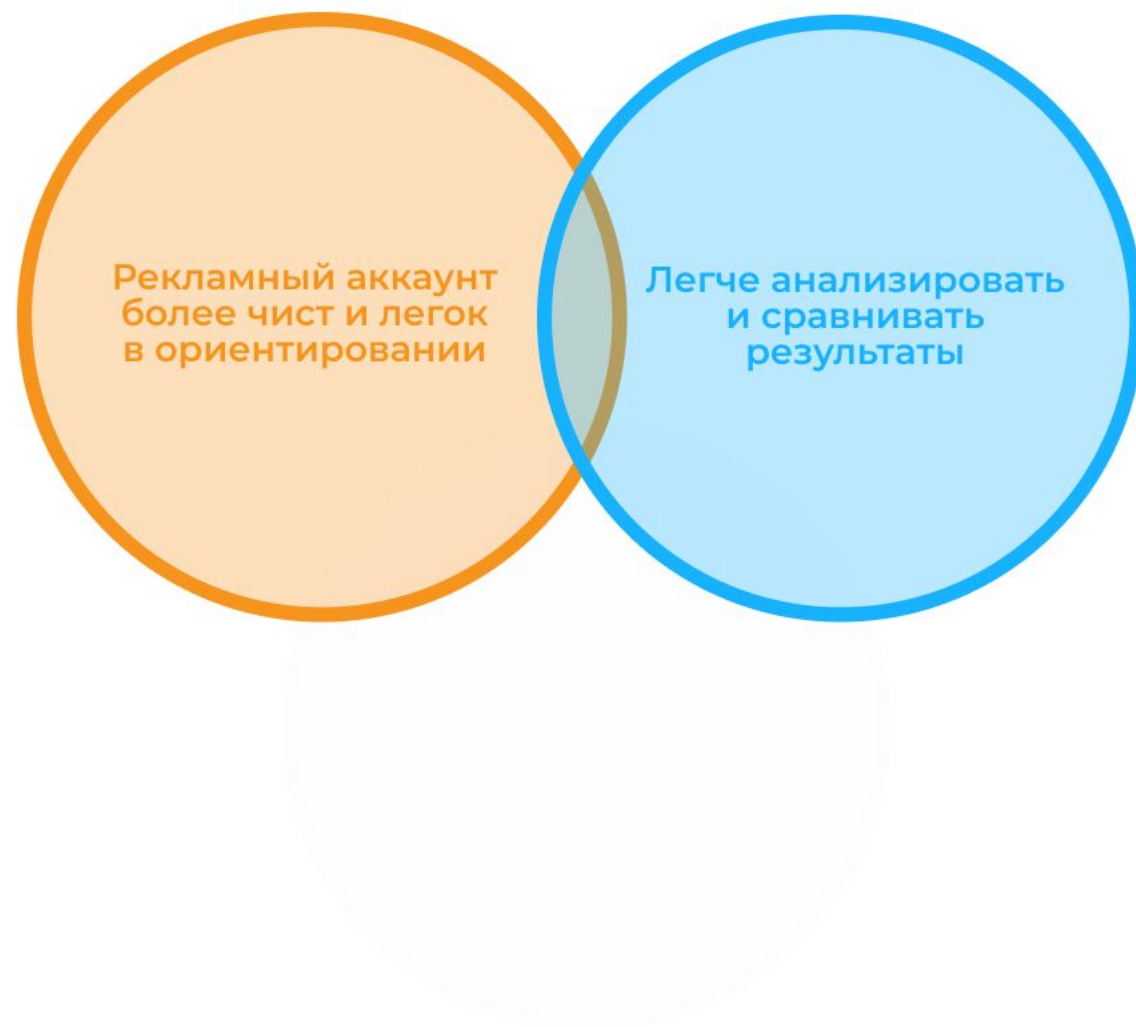 Рекламный аккаунт
более чист и легок
в ориентировании
Легче анализировать
и сравнивать
результаты